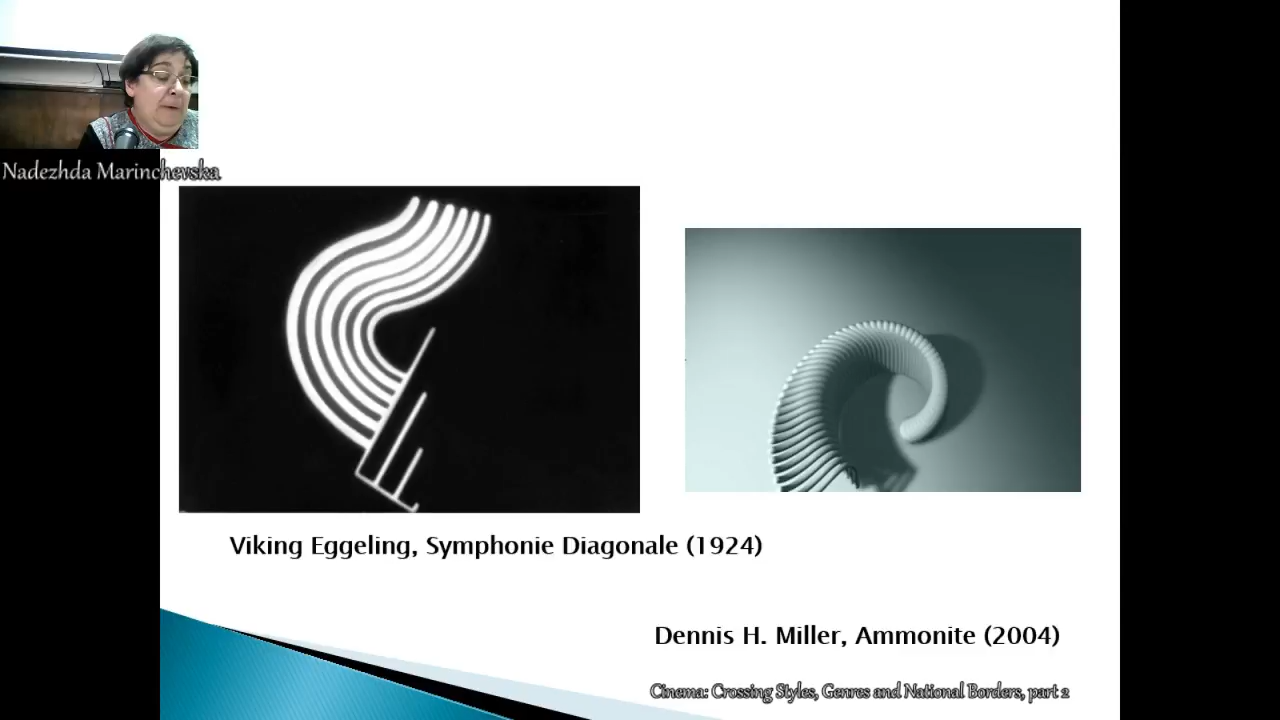 Nadezhda Marinchevska
Viking Eggeling, Symphonie Diagonale (1924)
Dennis H. Miller, Ammonite (2004)
Cinema: Crossing Styles, Genres and National Borders, part 2